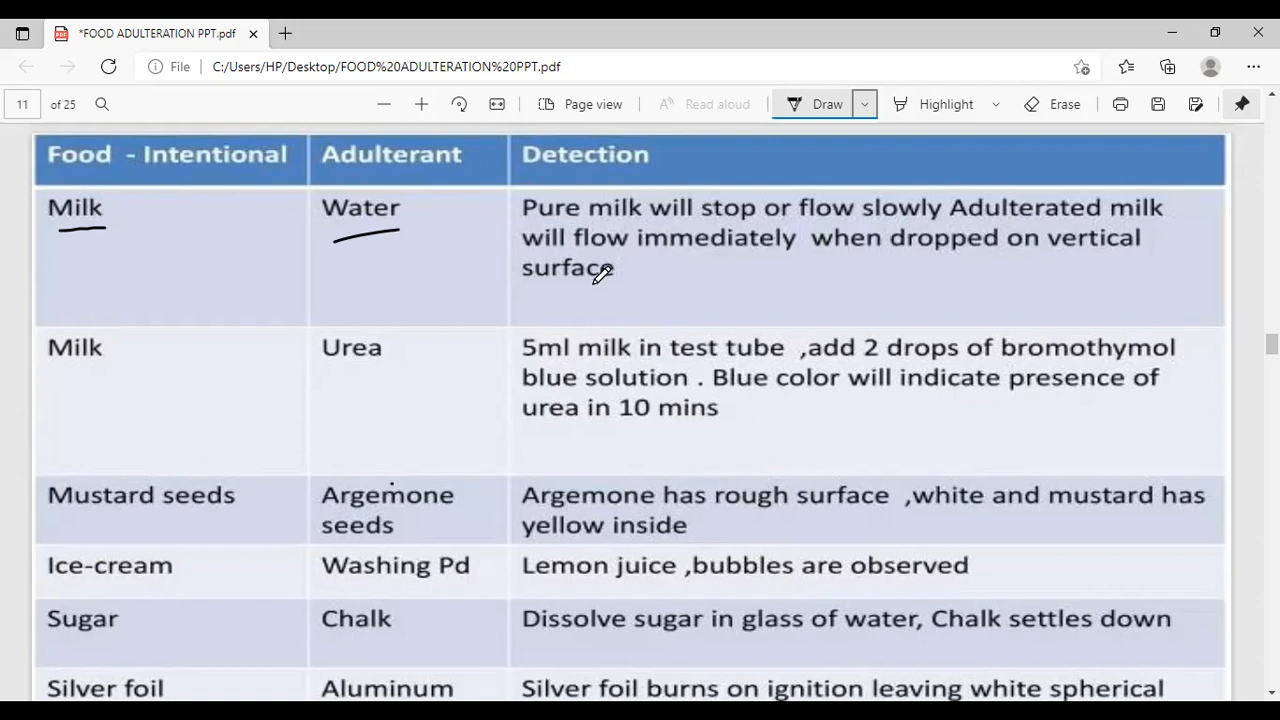 *FOOD ADULTERATION PPT.pdf
File C:/Users/HP/Desktop/FOOD%20ADULTERATION%20PPT.pdf
11 of 25 Page view Read aloud Draw Highlight Erase
Food - Intentional Adulterant Detection
Milk Water Pure milk will stop or flow slowly Adulterated milk
will flow immediately when dropped on vertical
surface
Milk Urea 5ml milk in test tube ,add 2 drops of bromothymol
blue solution . Blue color will indicate presence of
urea in 10 mins
Mustard seeds Argemone Argemone has rough surface ,white and mustard has
seeds yellow inside
Ice-cream Washing Pd Lemon juice ,bubbles are observed
Sugar Chalk Dissolve sugar in glass of water, Chalk settles down
Silver foil Aluminum Silver foil burns on ignition leaving white spherical